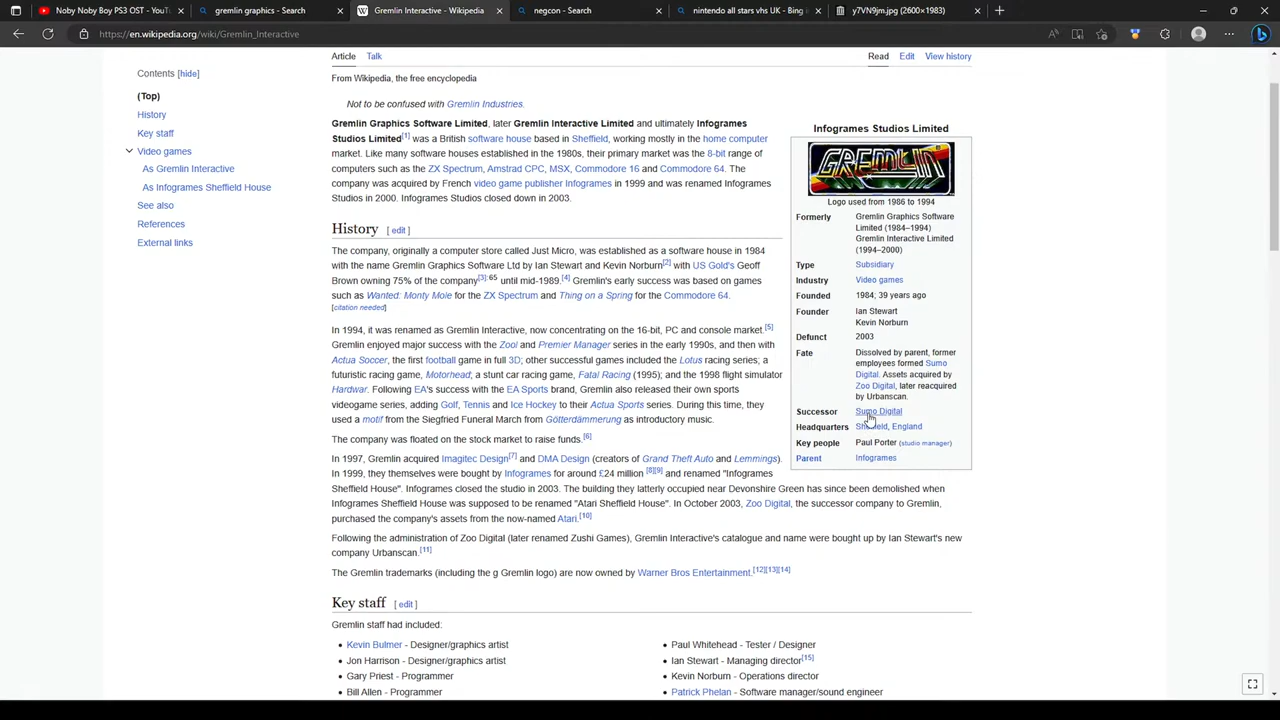 Noby Noby Boy PS3 OST - YouT
gremlin graphics - Search
Gremlin Interactive - Wikipedia
negcon - Search
nintendo all stars vhs UK - Bing i
y7VN9jm.jpg (2600×1983)
https://en.wikipedia.org/wiki/Gremlin_Interactive
Contents [hide]
(Top)
History
Key staff
Video games
As Gremlin Interactive
As Infogrames Sheffield House
See also
References
External links
Article Talk
Read Edit View history
From Wikipedia, the free encyclopedia
Not to be confused with Gremlin Industries.
Gremlin Graphics Software Limited, later Gremlin Interactive Limited and ultimately Infogrames
Studios Limited[1] was a British software house based in Sheffield, working mostly in the home computer
market. Like many software houses established in the 1980s, their primary market was the 8-bit range of
computers such as the ZX Spectrum, Amstrad CPC, MSX, Commodore 16 and Commodore 64. The
company was acquired by French video game publisher Infogrames in 1999 and was renamed Infogrames
Studios in 2000. Infogrames Studios closed down in 2003.
History [ edit ]
The company, originally a computer store called Just Micro, was established as a software house in 1984
with the name Gremlin Graphics Software Ltd by Ian Stewart and Kevin Norburn[2] with US Gold's Geoff
Brown owning 75% of the company[3]: 65 until mid-1989.[4] Gremlin's early success was based on games
such as Wanted: Monty Mole for the ZX Spectrum and Thing on a Spring for the Commodore 64.
[citation needed]
In 1994, it was renamed as Gremlin Interactive, now concentrating on the 16-bit, PC and console market.[5]
Gremlin enjoyed major success with the Zool and Premier Manager series in the early 1990s, and then with
Actua Soccer, the first football game in full 3D; other successful games included the Lotus racing series; a
futuristic racing game, Motorhead; a stunt car racing game, Fatal Racing (1995); and the 1998 flight simulator
Hardwar. Following EA's success with the EA Sports brand, Gremlin also released their own sports
videogame series, adding Golf, Tennis and Ice Hockey to their Actua Sports series. During this time, they
used a motif from the Siegfried Funeral March from Götterdämmerung as introductory music.
The company was floated on the stock market to raise funds.[6]
In 1997, Gremlin acquired Imagitec Design[7] and DMA Design (creators of Grand Theft Auto and Lemmings).
In 1999, they themselves were bought by Infogrames for around £24 million [8][9] and renamed "Infogrames
Sheffield House". Infogrames closed the studio in 2003. The building they latterly occupied near Devonshire Green has since been demolished when
Infogrames Sheffield House was supposed to be renamed "Atari Sheffield House". In October 2003, Zoo Digital, the successor company to Gremlin,
purchased the company's assets from the now-named Atari.[10]
Following the administration of Zoo Digital (later renamed Zushi Games), Gremlin Interactive's catalogue and name were bought up by Ian Stewart's new
company Urbanscan.[11]
The Gremlin trademarks (including the g Gremlin logo) are now owned by Warner Bros Entertainment.[12][13][14]
Infogrames Studios Limited
GREMLIN
Logo used from 1986 to 1994
Formerly Gremlin Graphics Software
Limited (1984–1994)
Gremlin Interactive Limited
(1994–2000)
Type Subsidiary
Industry Video games
Founded 1984; 39 years ago
Founder Ian Stewart
Kevin Norburn
Defunct 2003
Fate Dissolved by parent, former
employees formed Sumo
Digital. Assets acquired by
Zoo Digital, later reacquired
by Urbanscan.
Successor Sumo Digital
Headquarters Sheffield, England
Key people Paul Porter (studio manager)
Parent Infogrames
Key staff [ edit ]
Gremlin staff had included:
• Kevin Bulmer - Designer/graphics artist
• Jon Harrison - Designer/graphics artist
• Gary Priest - Programmer
• Bill Allen - Programmer
• Paul Whitehead - Tester / Designer
• Ian Stewart - Managing director[15]
• Kevin Norburn - Operations director
• Patrick Phelan - Software manager/sound engineer